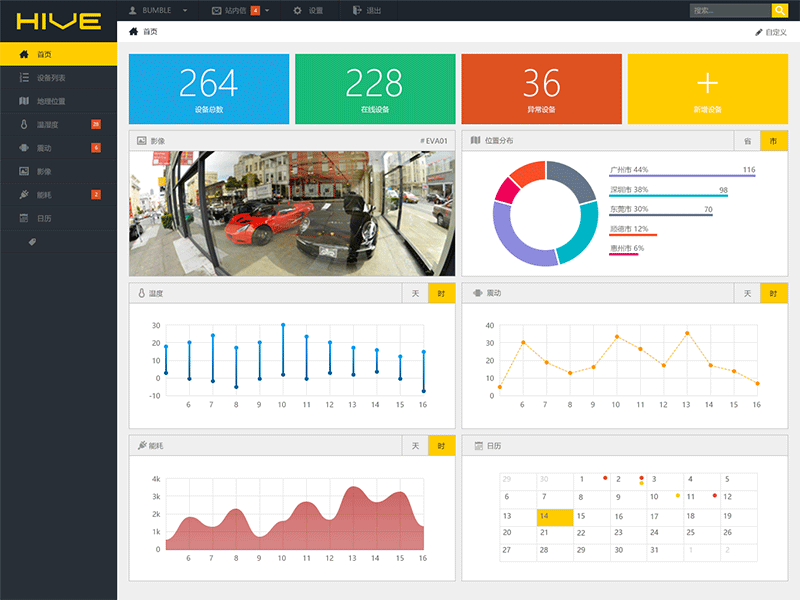 HIVE
BUMBLE
站内信 4
设置
退出
搜索...
首页
自定义
首页
设备列表
地理位置
温湿度 28
震动 6
影像
能耗 2
日历
264
设备总数
228
在线设备
36
异常设备
+
新增设备
影像
# EVA01
位置分布
省
市
广州市 44% 116
深圳市 38% 98
东莞市 30% 70
顺德市 12%
惠州市 6%
温度
天
时
30
20
10
0
-10
6 7 8 9 10 11 12 13 14 15 16
震动
天
时
40
30
20
10
0
6 7 8 9 10 11 12 13 14 15 16
能耗
天
时
4k
3k
2k
1k
0
6 7 8 9 10 11 12 13 14 15 16
日历
29 30 1 2 3 4 5
6 7 8 9 10 11 12
13 14 15 16 17 18 19
20 21 22 23 24 25 26
27 28 29 30 31 1 2